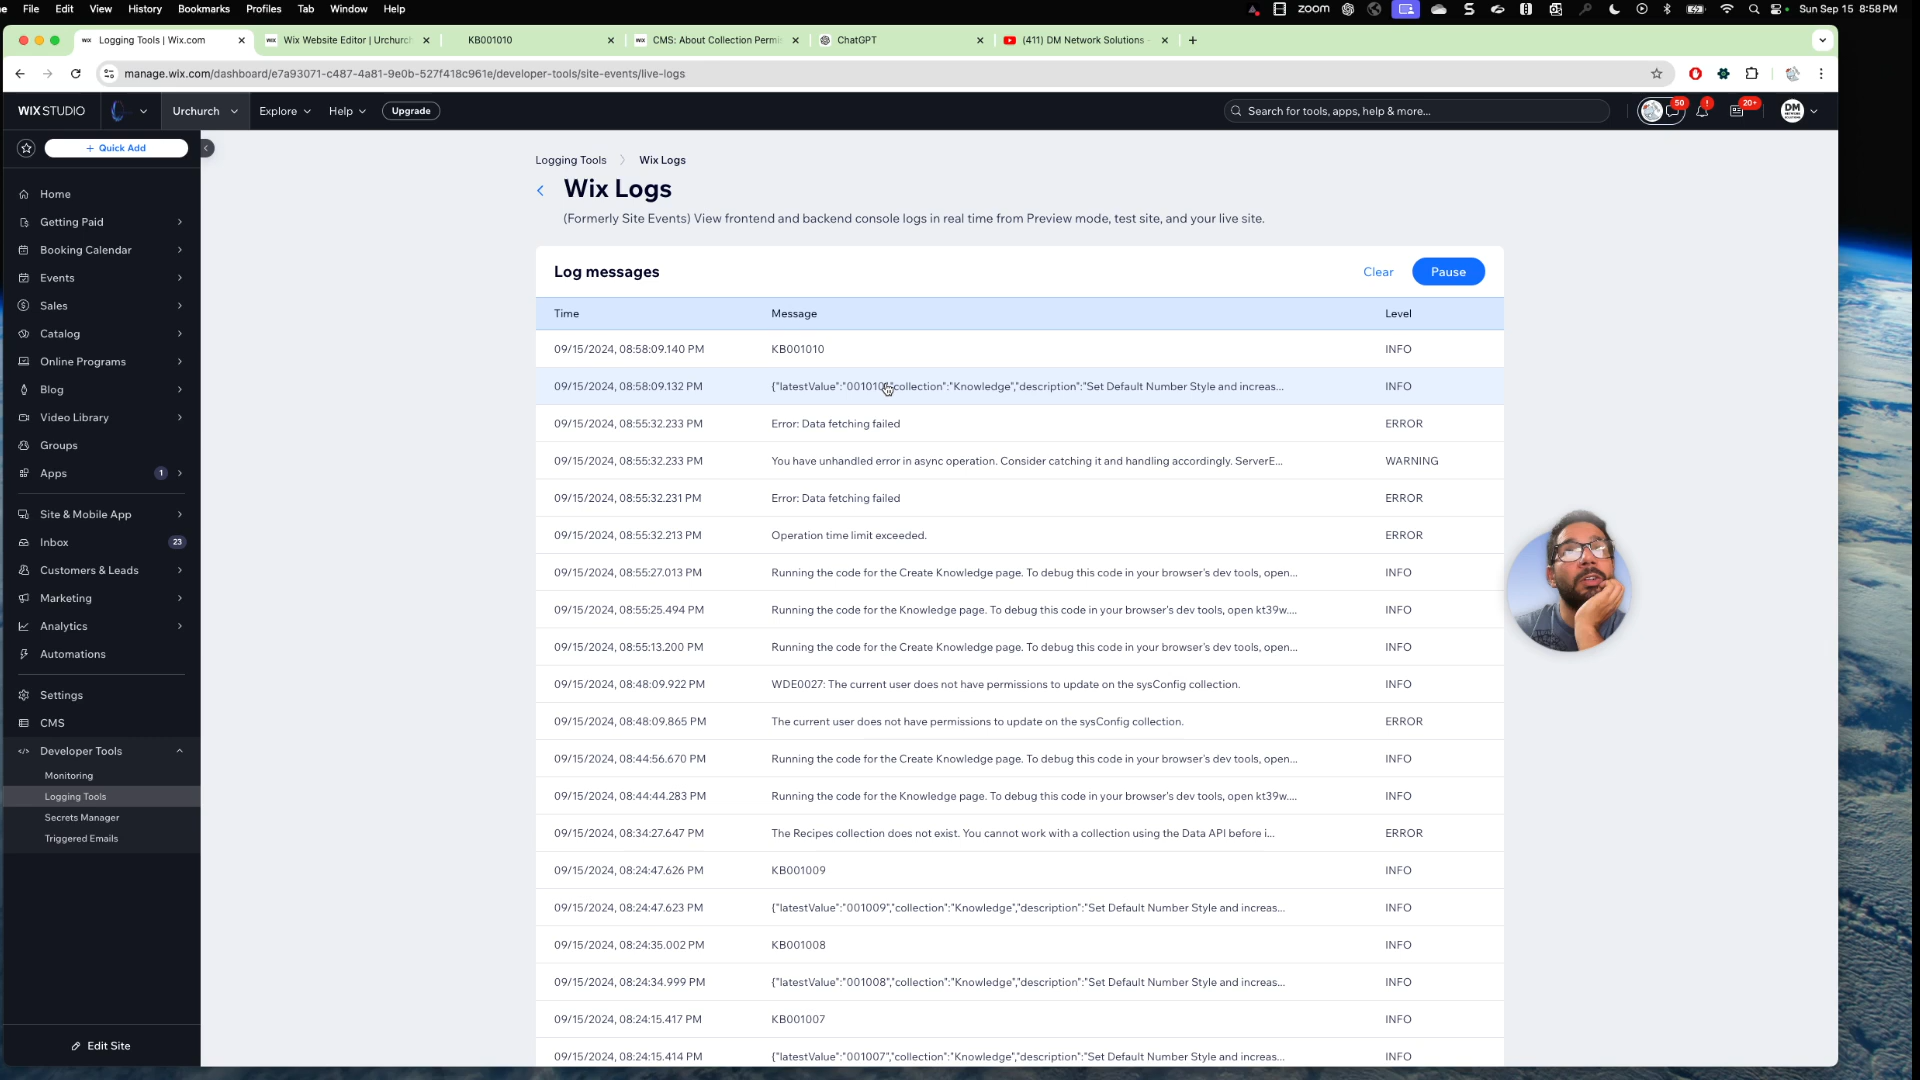 File Edit View History Bookmarks Profiles Tab Window Help zoom Sun Sep 15 8:58 PM
Logging Tools | Wix.com Wix Website Editor | Urchurch KB001010 CMS: About Collection Permi ChatGPT (411) DM Network Solutions -
manage.wix.com/dashboard/e7a93071-c487-4a81-9e0b-527f418c961e/developer-tools/site-events/live-logs
WIX STUDIO Urchurch Explore Help Upgrade Search for tools, apps, help & more... 50 ! 20+ DM
+ Quick Add
Home
Getting Paid
Booking Calendar
Events
Sales
Catalog
Online Programs
Blog
Video Library
Groups
Apps 1
Site & Mobile App
Inbox 23
Customers & Leads
Marketing
Analytics
Automations
Settings
CMS
Developer Tools
Monitoring
Logging Tools
Secrets Manager
Triggered Emails
Edit Site
Logging Tools Wix Logs
Wix Logs
(Formerly Site Events) View frontend and backend console logs in real time from Preview mode, test site, and your live site.
Log messages Clear Pause
Time Message Level
09/15/2024, 08:58:09.140 PM KB001010 INFO
09/15/2024, 08:58:09.132 PM {"latestValue":"001010","collection":"Knowledge","description":"Set Default Number Style and increas... INFO
09/15/2024, 08:55:32.233 PM Error: Data fetching failed ERROR
09/15/2024, 08:55:32.233 PM You have unhandled error in async operation. Consider catching it and handling accordingly. ServerE... WARNING
09/15/2024, 08:55:32.231 PM Error: Data fetching failed ERROR
09/15/2024, 08:55:32.213 PM Operation time limit exceeded. ERROR
09/15/2024, 08:55:27.013 PM Running the code for the Create Knowledge page. To debug this code in your browser's dev tools, open... INFO
09/15/2024, 08:55:25.494 PM Running the code for the Knowledge page. To debug this code in your browser's dev tools, open kt39w.... INFO
09/15/2024, 08:55:13.200 PM Running the code for the Create Knowledge page. To debug this code in your browser's dev tools, open... INFO
09/15/2024, 08:48:09.922 PM WDE0027: The current user does not have permissions to update on the sysConfig collection. INFO
09/15/2024, 08:48:09.865 PM The current user does not have permissions to update on the sysConfig collection. ERROR
09/15/2024, 08:44:56.670 PM Running the code for the Create Knowledge page. To debug this code in your browser's dev tools, open... INFO
09/15/2024, 08:44:44.283 PM Running the code for the Knowledge page. To debug this code in your browser's dev tools, open kt39w.... INFO
09/15/2024, 08:34:27.647 PM The Recipes collection does not exist. You cannot work with a collection using the Data API before i... ERROR
09/15/2024, 08:24:47.626 PM KB001009 INFO
09/15/2024, 08:24:47.623 PM {"latestValue":"001009","collection":"Knowledge","description":"Set Default Number Style and increas... INFO
09/15/2024, 08:24:35.002 PM KB001008 INFO
09/15/2024, 08:24:34.999 PM {"latestValue":"001008","collection":"Knowledge","description":"Set Default Number Style and increas... INFO
09/15/2024, 08:24:15.417 PM KB001007 INFO
09/15/2024, 08:24:15.414 PM {"latestValue":"001007","collection":"Knowledge","description":"Set Default Number Style and increas... INFO